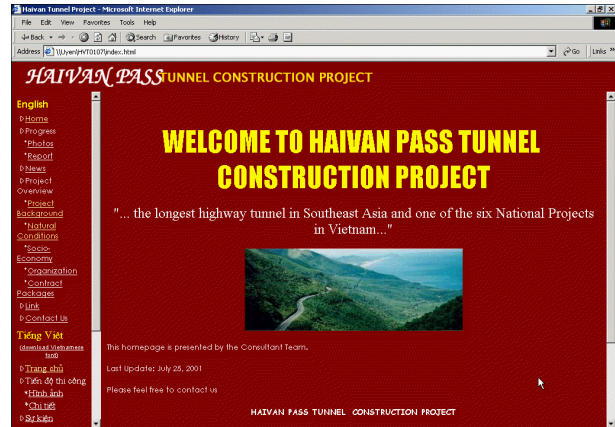 Haivan Tunnel Project - Microsoft Internet Explorer
File Edit View Favorites Tools Help
Back Search Favorites History
Address \\Uyen\HVT0107\index.html Go Links »
HAIVAN PASS TUNNEL CONSTRUCTION PROJECT
English
Home
Progress
*Photos
*Report
News
Project
Overview
*Project
Background
*Natural
Conditions
*Socio-
Economy
*Organization
*Contract
Packages
Link
Contact Us
Tiếng Việt
(download Vietnamese
font)
Trang chủ
Tiến độ thi công
*Hình ảnh
*Chi tiết
Sự kiện
WELCOME TO HAIVAN PASS TUNNEL
CONSTRUCTION PROJECT
"... the longest highway tunnel in Southeast Asia and one of the six National Projects
in Vietnam..."
This homepage is presented by the Consultant Team.
Last Update: July 25, 2001
Please feel free to contact us
HAIVAN PASS TUNNEL CONSTRUCTION PROJECT